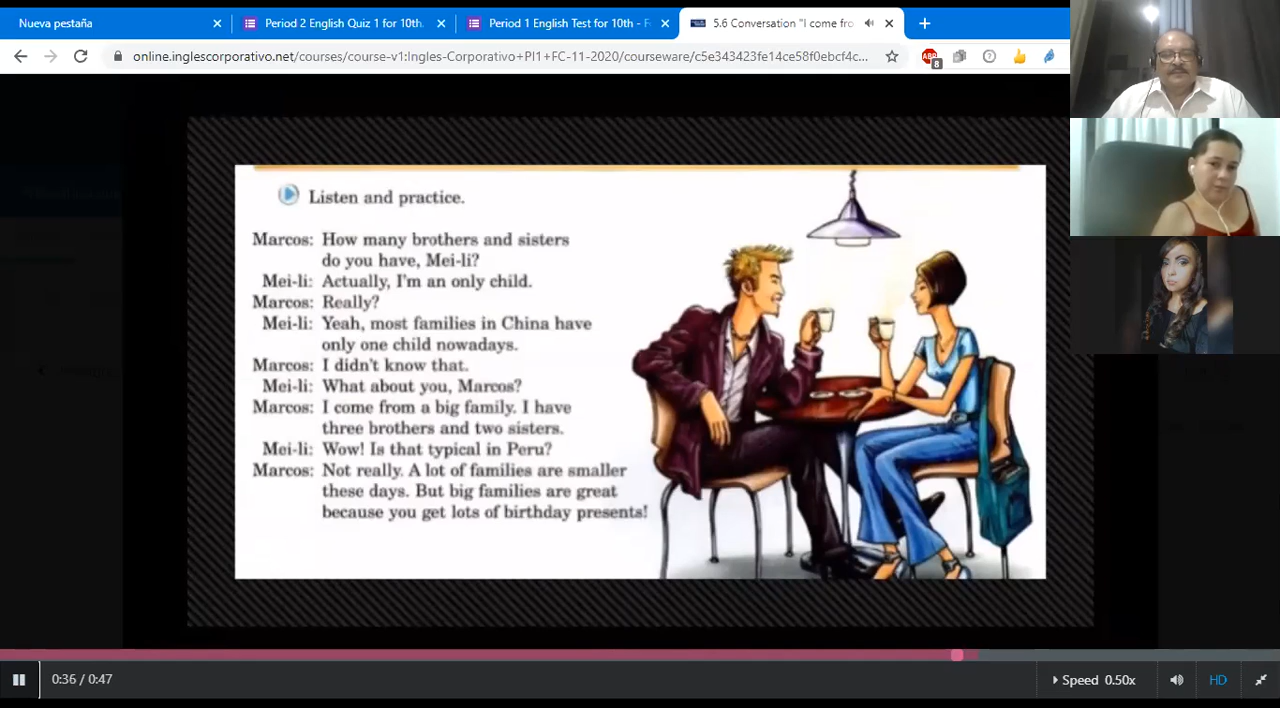 Nueva pestaña
Period 2 English Quiz 1 for 10th.
Period 1 English Test for 10th - F
5.6 Conversation "I come fro
online.inglescorporativo.net/courses/course-v1:Ingles-Corporativo+PI1+FC-11-2020/courseware/c5e343423fe14ce58f0ebcf4c...
8
Listen and practice.
Marcos: How many brothers and sisters
do you have, Mei-li?
Mei-li: Actually, I'm an only child.
Marcos: Really?
Mei-li: Yeah, most families in China have
only one child nowadays.
Marcos: I didn't know that.
Mei-li: What about you, Marcos?
Marcos: I come from a big family. I have
three brothers and two sisters.
Mei-li: Wow! Is that typical in Peru?
Marcos: Not really. A lot of families are smaller
these days. But big families are great
because you get lots of birthday presents!
0:36 / 0:47
Speed 0.50x
HD